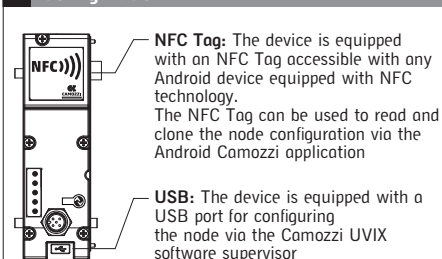 NFC Tag: The device is equipped
with an NFC Tag accessible with any
Android device equipped with NFC
technology.
The NFC Tag can be used to read and
clone the node configuration via the
Android Camozzi application
NFC
CAMOZZI
USB: The device is equipped with a
USB port for configuring
the node via the Camozzi UVIX
software supervisor